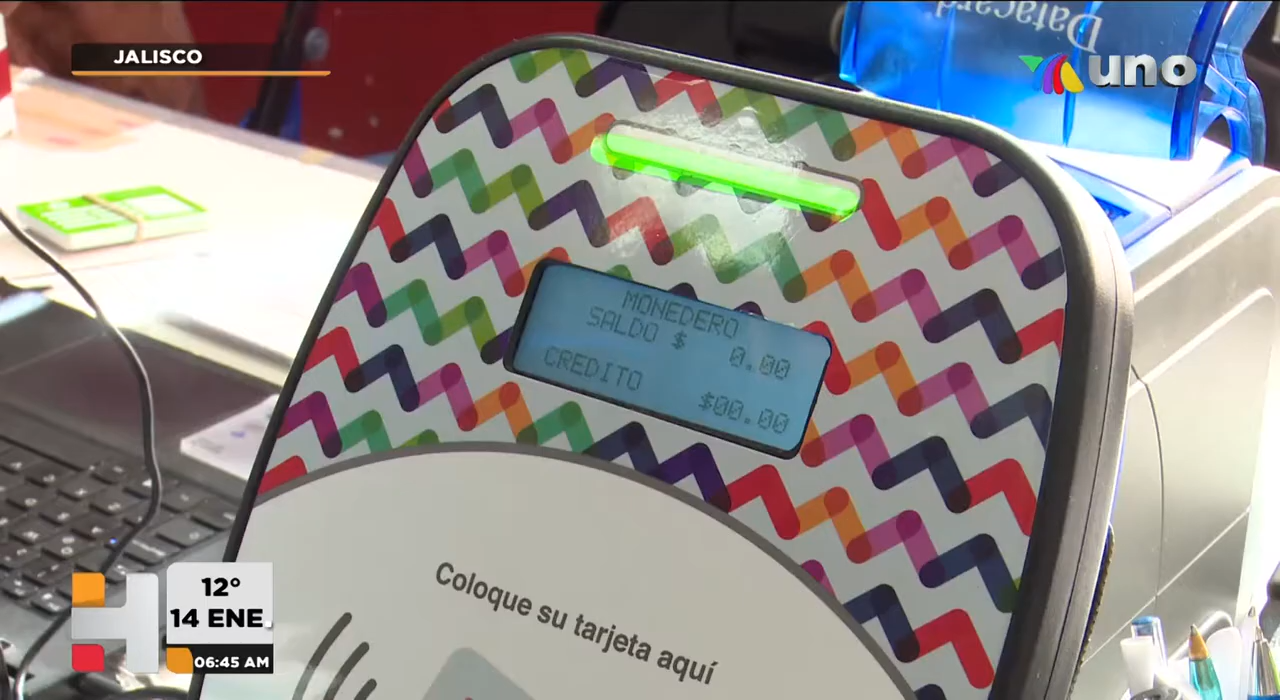 JALISCO
Datacard
uno
MONEDERO
SALDO $ 0.00
CREDITO
$00.00
Coloque su tarjeta aquí
12°
14 ENE.
06:45 AM